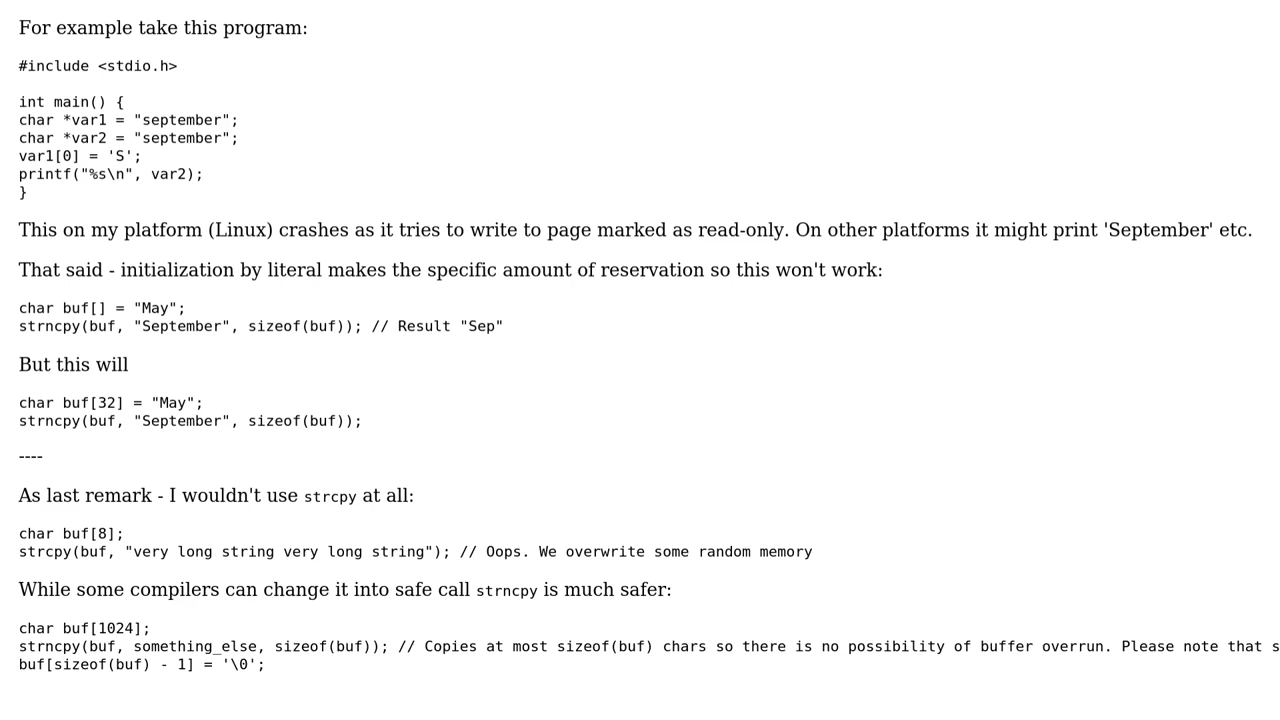 For example take this program:
#include <stdio.h>
int main() {
char *var1 = "september";
char *var2 = "september";
var1[0] = 'S';
printf("%s\n", var2);
}
This on my platform (Linux) crashes as it tries to write to page marked as read-only. On other platforms it might print 'September' etc.
That said - initialization by literal makes the specific amount of reservation so this won't work:
char buf[] = "May";
strncpy(buf, "September", sizeof(buf)); // Result "Sep"
But this will
char buf[32] = "May";
strncpy(buf, "September", sizeof(buf));
----
As last remark - I wouldn't use strcpy at all:
char buf[8];
strcpy(buf, "very long string very long string"); // Oops. We overwrite some random memory
While some compilers can change it into safe call strncpy is much safer:
char buf[1024];
strncpy(buf, something_else, sizeof(buf)); // Copies at most sizeof(buf) chars so there is no possibility of buffer overrun. Please note that s
buf[sizeof(buf) - 1] = '\0';